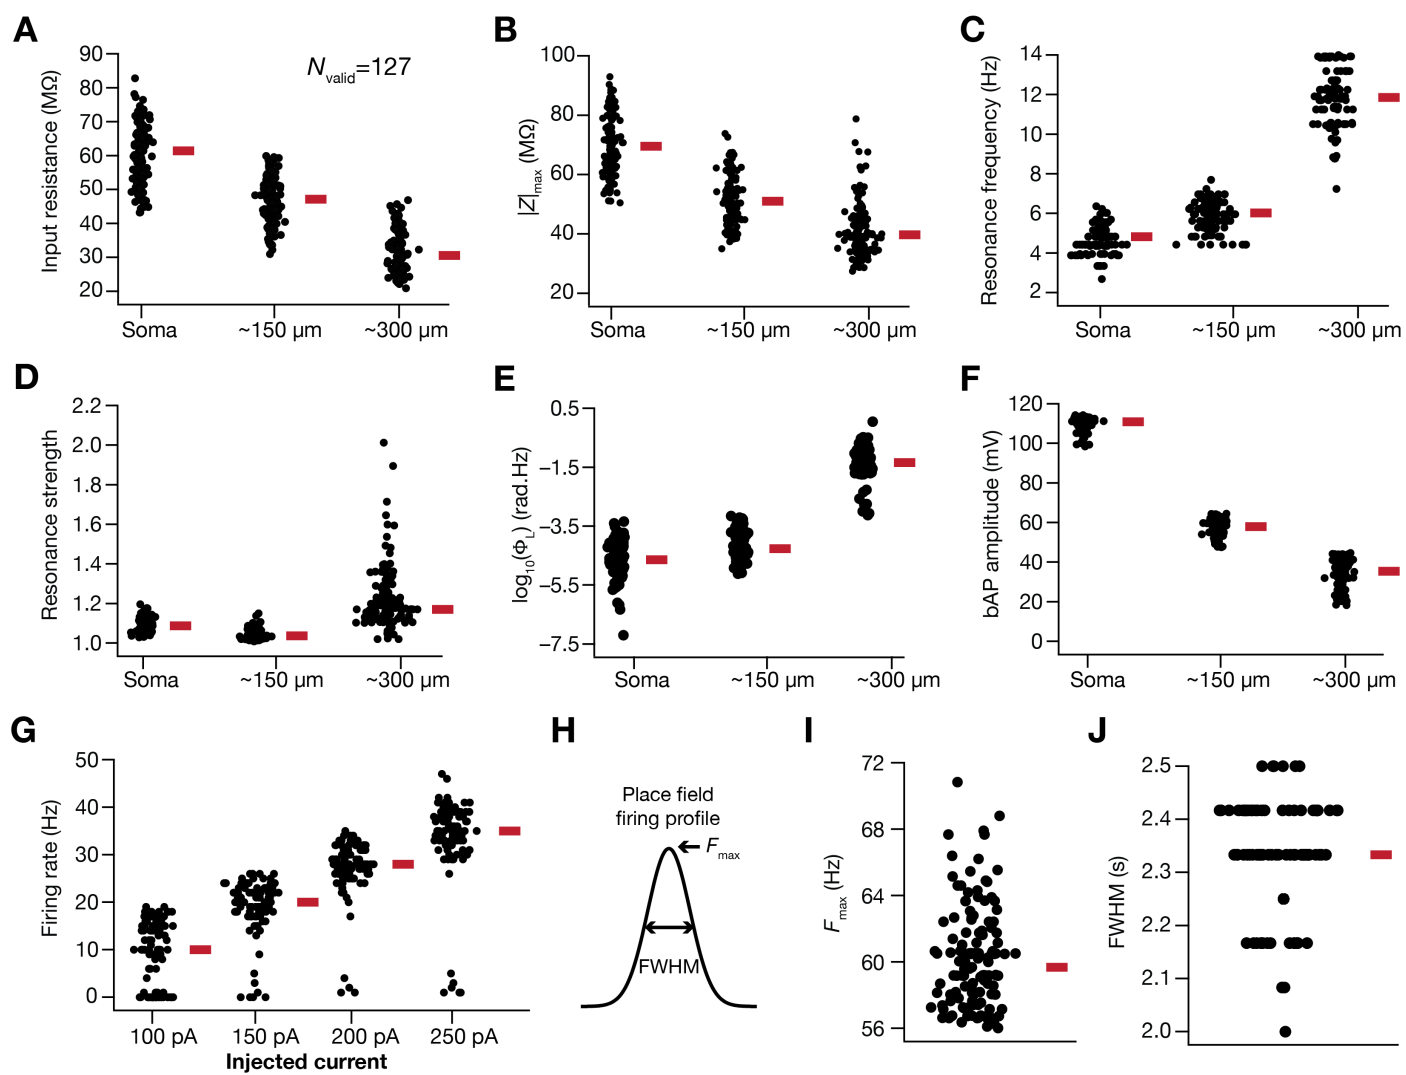 A
Input resistance (MΩ)
90
80
70
60
50
40
30
20
N_valid=127
Soma
~150 µm
~300 µm
B
|Z|_max (MΩ)
100
80
60
40
20
Soma
~150 µm
~300 µm
C
Resonance frequency (Hz)
14
12
10
8
6
4
2
Soma
~150 µm
~300 µm
D
Resonance strength
2.2
2.0
1.8
1.6
1.4
1.2
1.0
Soma
~150 µm
~300 µm
E
log10(ΦL) (rad.Hz)
0.5
−1.5
−3.5
−5.5
−7.5
Soma
~150 µm
~300 µm
F
bAP amplitude (mV)
120
100
80
60
40
20
0
Soma
~150 µm
~300 µm
G
Firing rate (Hz)
50
40
30
20
10
0
100 pA
150 pA
200 pA
250 pA
Injected current
H
Place field
firing profile
F_max
FWHM
I
F_max (Hz)
72
68
64
60
56
J
FWHM (s)
2.5
2.4
2.3
2.2
2.1
2.0